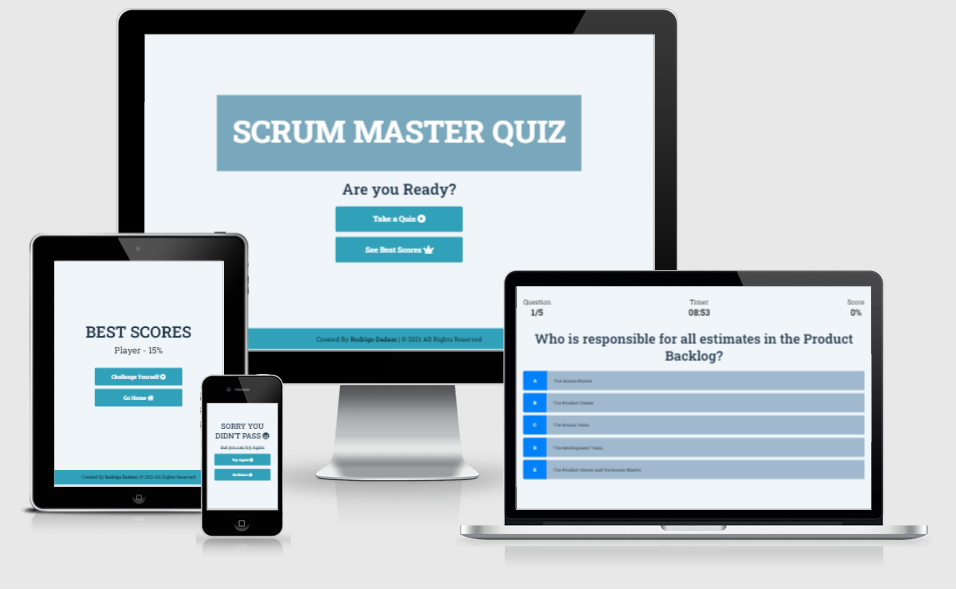 SCRUM MASTER QUIZ
Are you Ready?
Take a Quiz
See Best Scores
Created By Rodrigo Dadam | © 2021 All Rights Reserved
BEST SCORES
Player - 15%
Challenge Yourself
Go Home
Created By Rodrigo Dadam | © 2021 All Rights Reserved
SORRY YOU
DIDN'T PASS
But you can try Again
Try Again
Go Home
Question
Timer
Score
1/5
08:53
0%
Who is responsible for all estimates in the Product
Backlog?
A
The Scrum Master
B
The Product Owner
C
The Scrum Team
D
The Development Team
E
The Product Owner and the Scrum Master